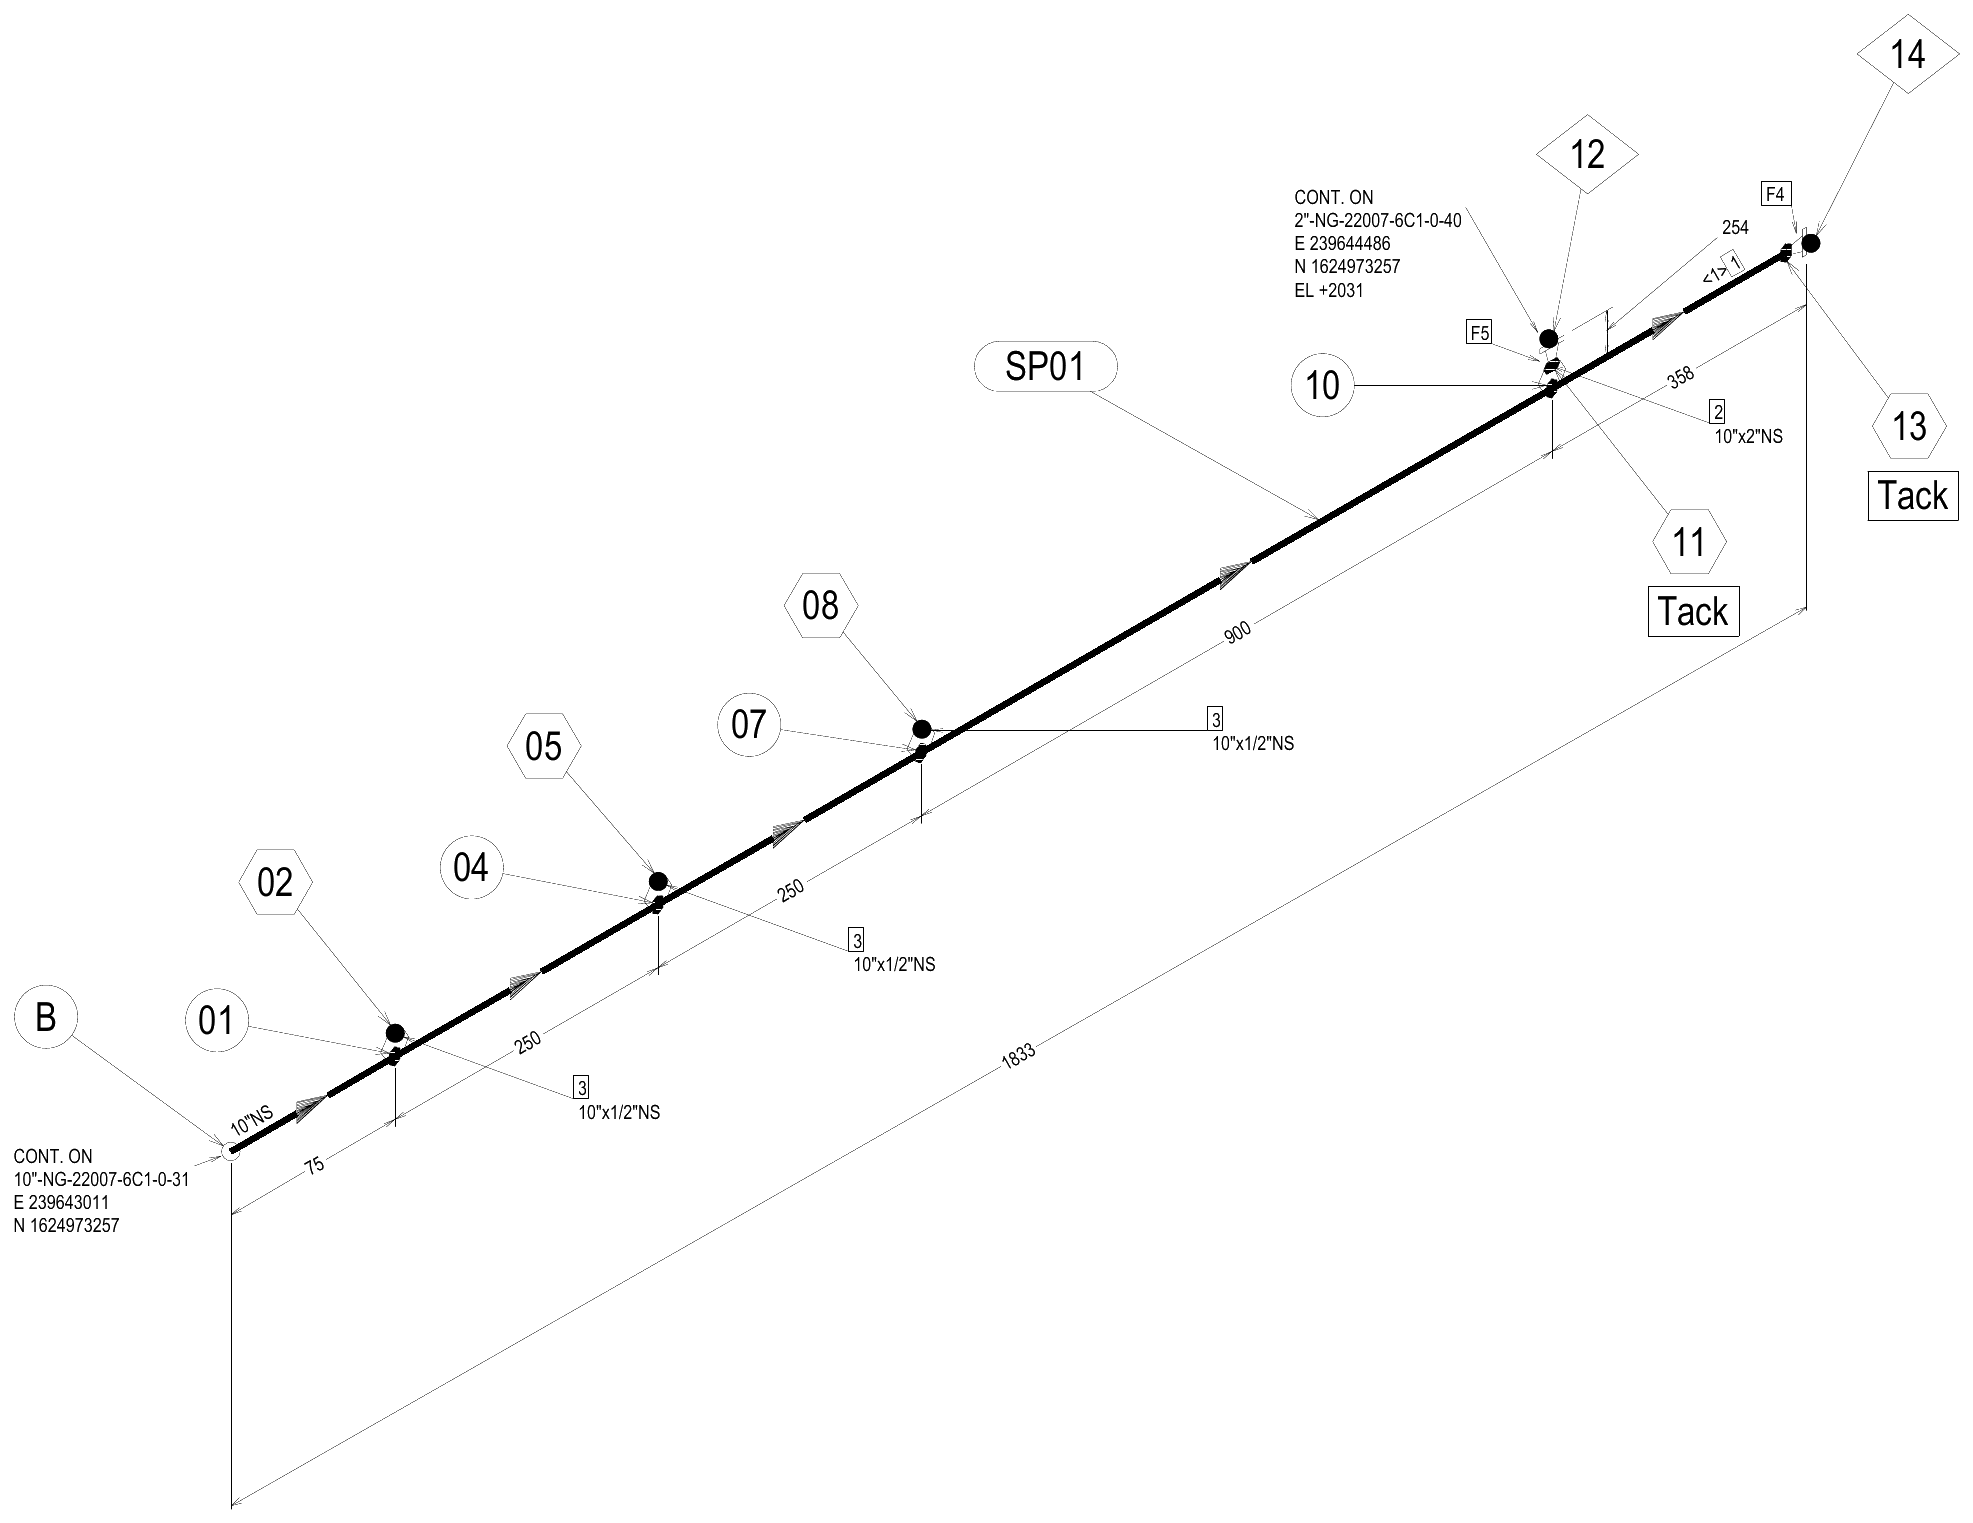 14
12
F4
CONT. ON
2"-NG-22007-6C1-0-40
E 239644486
N 1624973257
EL +2031
254
<1> 1
F5
SP01
10
358
2
10"x2"NS
13
Tack
11
Tack
08
900
07
3
10"x1/2"NS
05
04
250
02
3
10"x1/2"NS
B
01
250
1833
3
10"x1/2"NS
10"NS
CONT. ON
10"-NG-22007-6C1-0-31
E 239643011
N 1624973257
75